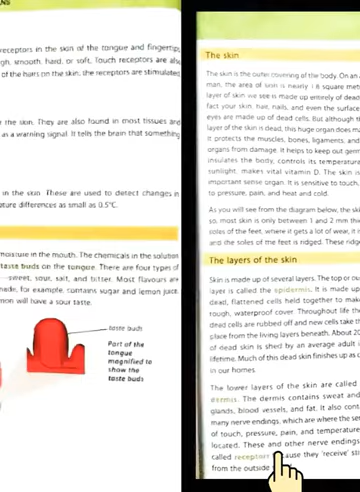 receptors in the skin of the tongue and fingertips
gh, smooth, hard, or soft. Touch receptors are also
of the hairs on the skin, the receptors are stimulated
the skin. They are also found in most tissues and
as a warning signal. It tells the brain that something
in the skin. These are used to detect changes in
ature differences as small as 0.5°C.
moisture in the mouth. The chemicals in the solution
taste buds on the tongue. There are four types of
sweet, sour, salt, and bitter. Most flavours are
nade, for example, contains sugar and lemon juice.
mon will have a sour taste.
taste buds
Part of the
tongue
magnified to
show the
taste buds
The skin
The skin is the outer covering of the body. On an a
man, the area of skin is nearly 1.8 square met
layer of skin we see is made up entirely of dead
fact your skin, hair, nails, and even the surface
eyes are made up of dead cells. But although t
layer of the skin is dead, this huge organ does ma
It protects the muscles, bones, ligaments, and
organs from damage. It helps to keep out germ
insulates the body, controls its temperatura
sunlight, makes vital vitamin D. The skin is
important sense organ. It is sensitive to touch,
to pressure, pain, and heat and cold.
As you will see from the diagram below, the ski
so, most skin is only between 1 and 2 mm thi
soles of the feet, where it gets a lot of wear, it i
and the soles of the feet is ridged. These ridge
The layers of the skin
Skin is made up of several layers. The top or ou
layer is called the epidermis. It is made up
dead, flattened cells held together to make
tough, waterproof cover. Throughout life the
dead cells are rubbed off and new cells take th
place from the living layers beneath. About 20
of dead skin is shed by an average adult i
lifetime. Much of this dead skin finishes up as d
in our homes.
The lower layers of the skin are called
dermis. The dermis contains sweat and
glands, blood vessels, and fat. It also cont
many nerve endings, which are where the se
of touch, pressure, pain, and temperature
located. These and other nerve endings
called receptors cause they 'receive' sti
from the outside